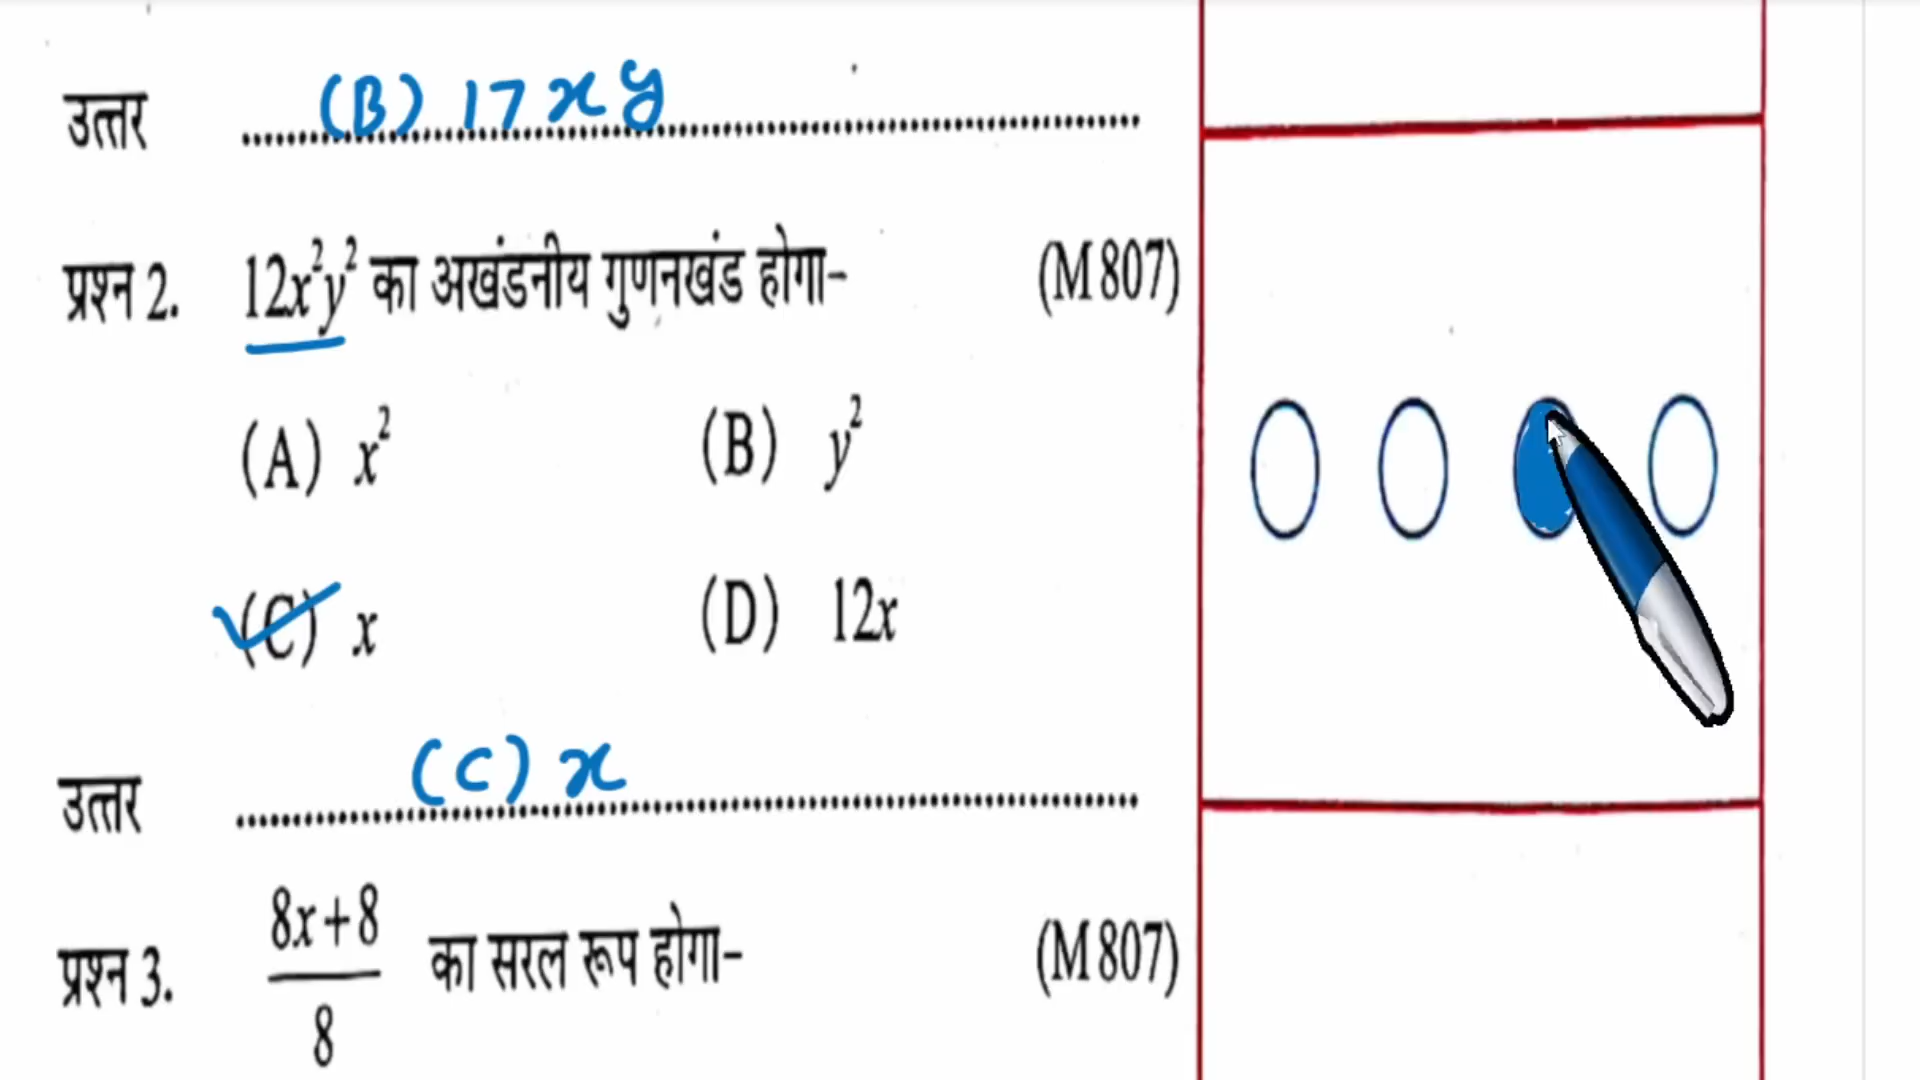 उत्तर (B) 17xy
प्रश्न 2. 12x²y² का अखंडनीय गुणनखंड होगा- (M807)
(A) x² (B) y²
(C) x (D) 12x
उत्तर (C) x
प्रश्न 3. 8x+8 का सरल रूप होगा- (M807)
8